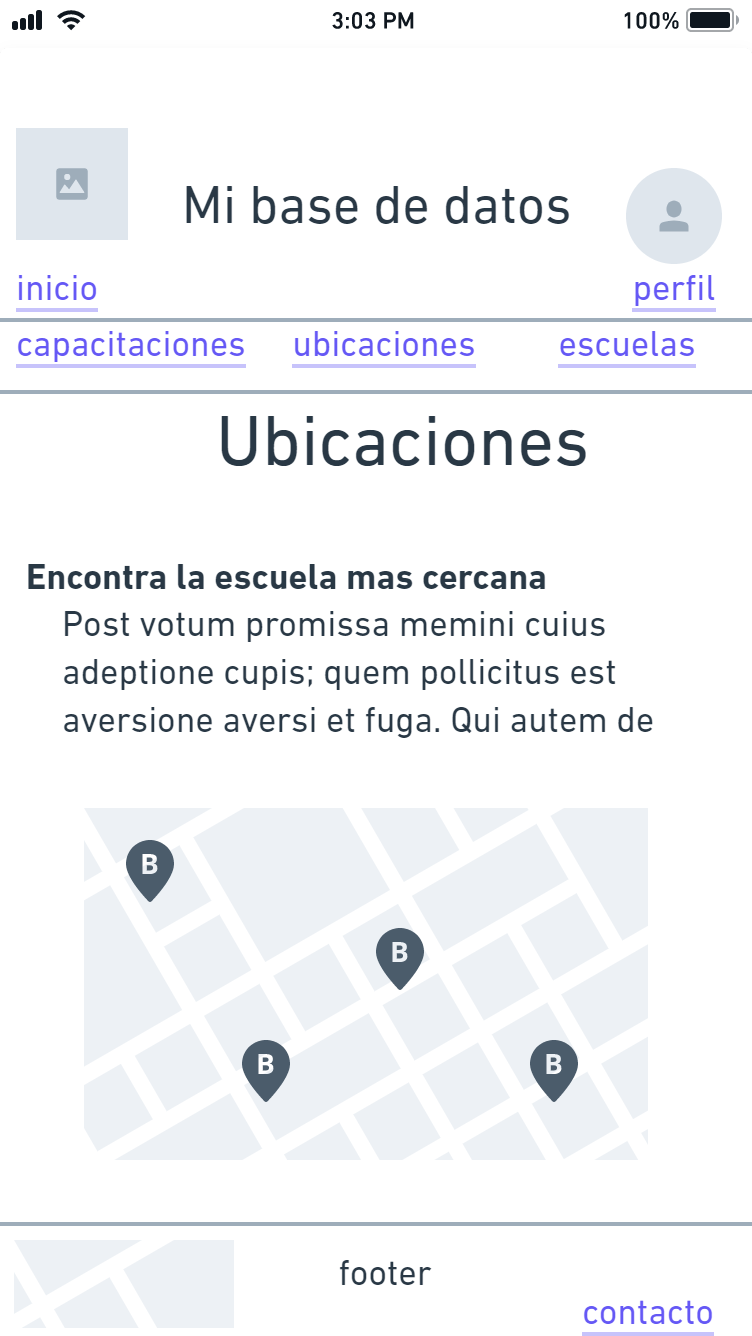 3:03 PM 100%
Mi base de datos
inicio perfil
capacitaciones ubicaciones escuelas
Ubicaciones
Encontra la escuela mas cercana
Post votum promissa memini cuius
adeptione cupis; quem pollicitus est
aversione aversi et fuga. Qui autem de
B
B
B B
footer
contacto